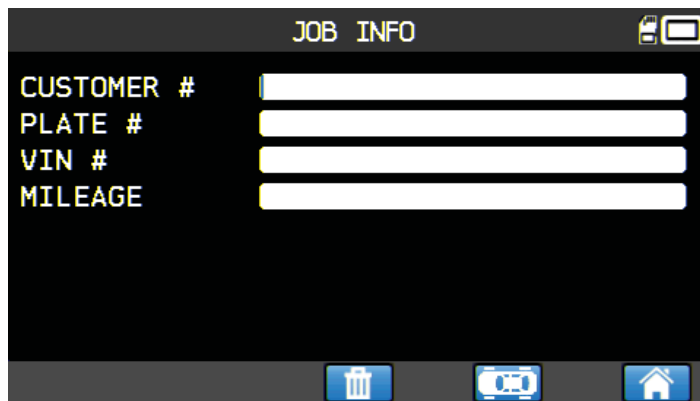 JOB INFO
CUSTOMER #
PLATE #
VIN #
MILEAGE